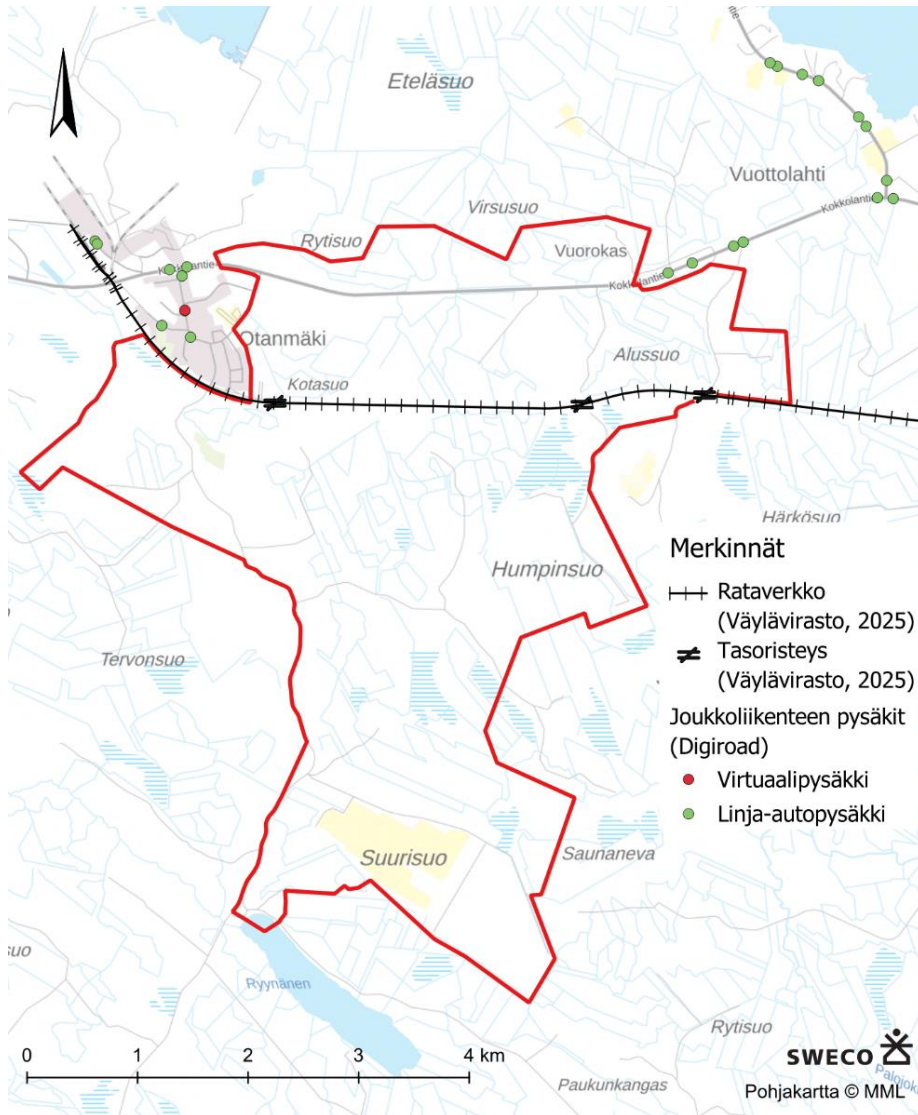 Eteläsuo
Vuottolahti
Kokkolantie
Virsusuo
Rytisuo
Vuorokas
Kokkolantie
Kokkolantie
Otanmäki
Alussuo
Kotasuo
Härkösuo
Humpinsuo
Tervonsuo
Saunaneva
Suurisuo
suo
Ryynänen
Rytisuo
Paukunkangas
Merkinnät
Rataverkko
(Väylävirasto, 2025)
Tasoristeys
(Väylävirasto, 2025)
Joukkoliikenteen pysäkit
(Digiroad)
Virtuaalipysäkki
Linja-autopysäkki
0 1 2 3 4 km
SWECO
Pohjakartta © MML